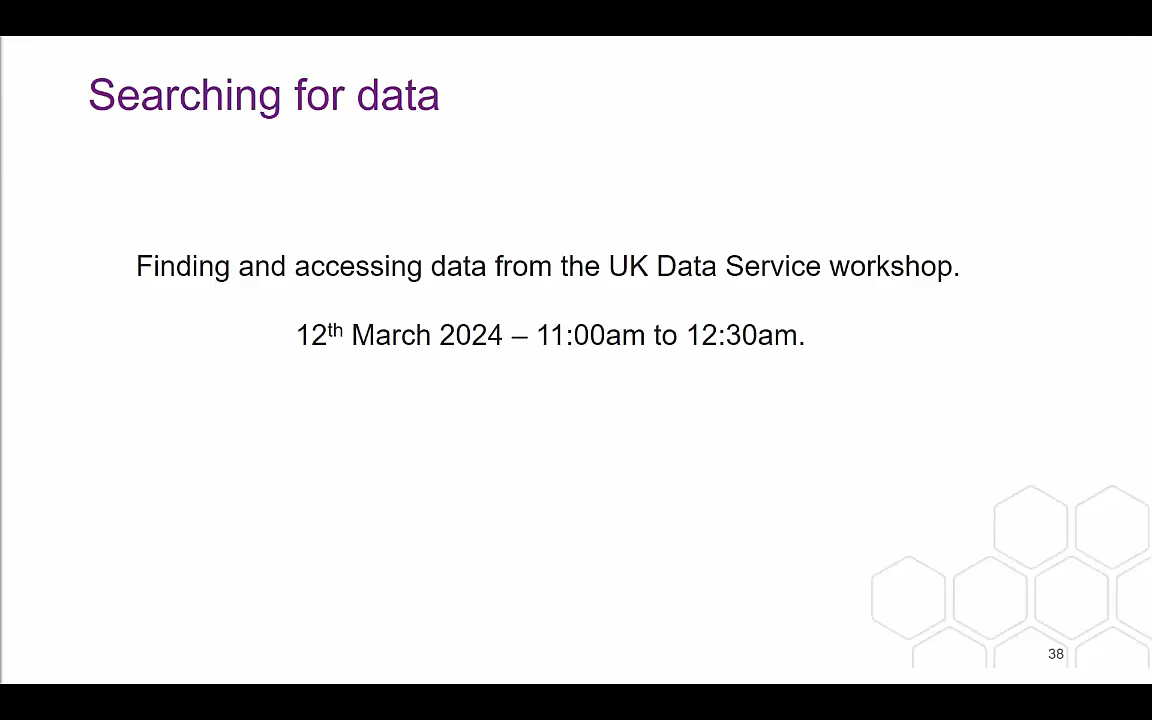 Searching for data
Finding and accessing data from the UK Data Service workshop.
12th March 2024 – 11:00am to 12:30am.
38